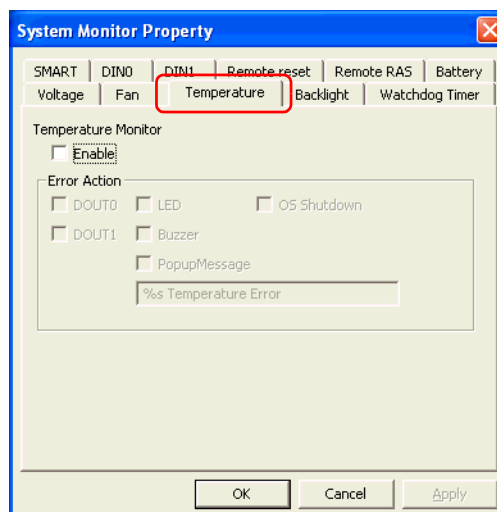 System Monitor Property
SMART DIN0 DIN1 Remote reset Remote RAS Battery
Voltage Fan Temperature Backlight Watchdog Timer
Temperature Monitor
Enable
Error Action
DOUT0 LED OS Shutdown
DOUT1 Buzzer
PopupMessage
%s Temperature Error
OK Cancel Apply